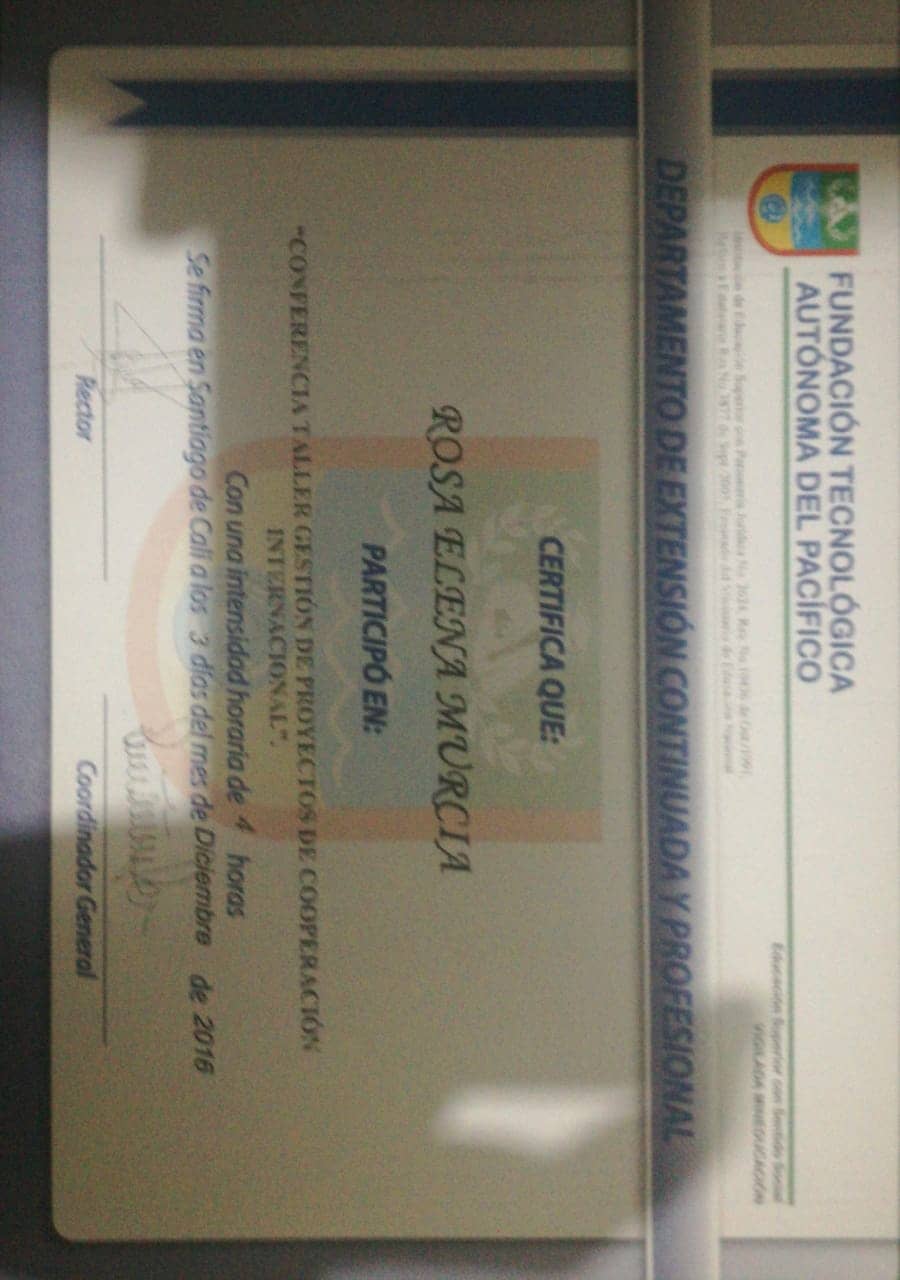 FUNDACIÓN TECNOLÓGICA
AUTÓNOMA DEL PACÍFICO
Educación Superior con Sentido Social
VIGILADA MINEDUCACIÓN
DEPARTAMENTO DE EXTENSIÓN CONTINUADA Y PROFESIONAL
CERTIFICA QUE:
ROSA ELENA MURCIA
PARTICIPÓ EN:
"CONFERENCIA TALLER GESTIÓN DE PROYECTOS DE COOPERACIÓN
INTERNACIONAL".
Con una intensidad horaria de 4 horas
Se firma en Santiago de Cali a los 3 días del mes de Diciembre de 2016
Rector Coordinador General